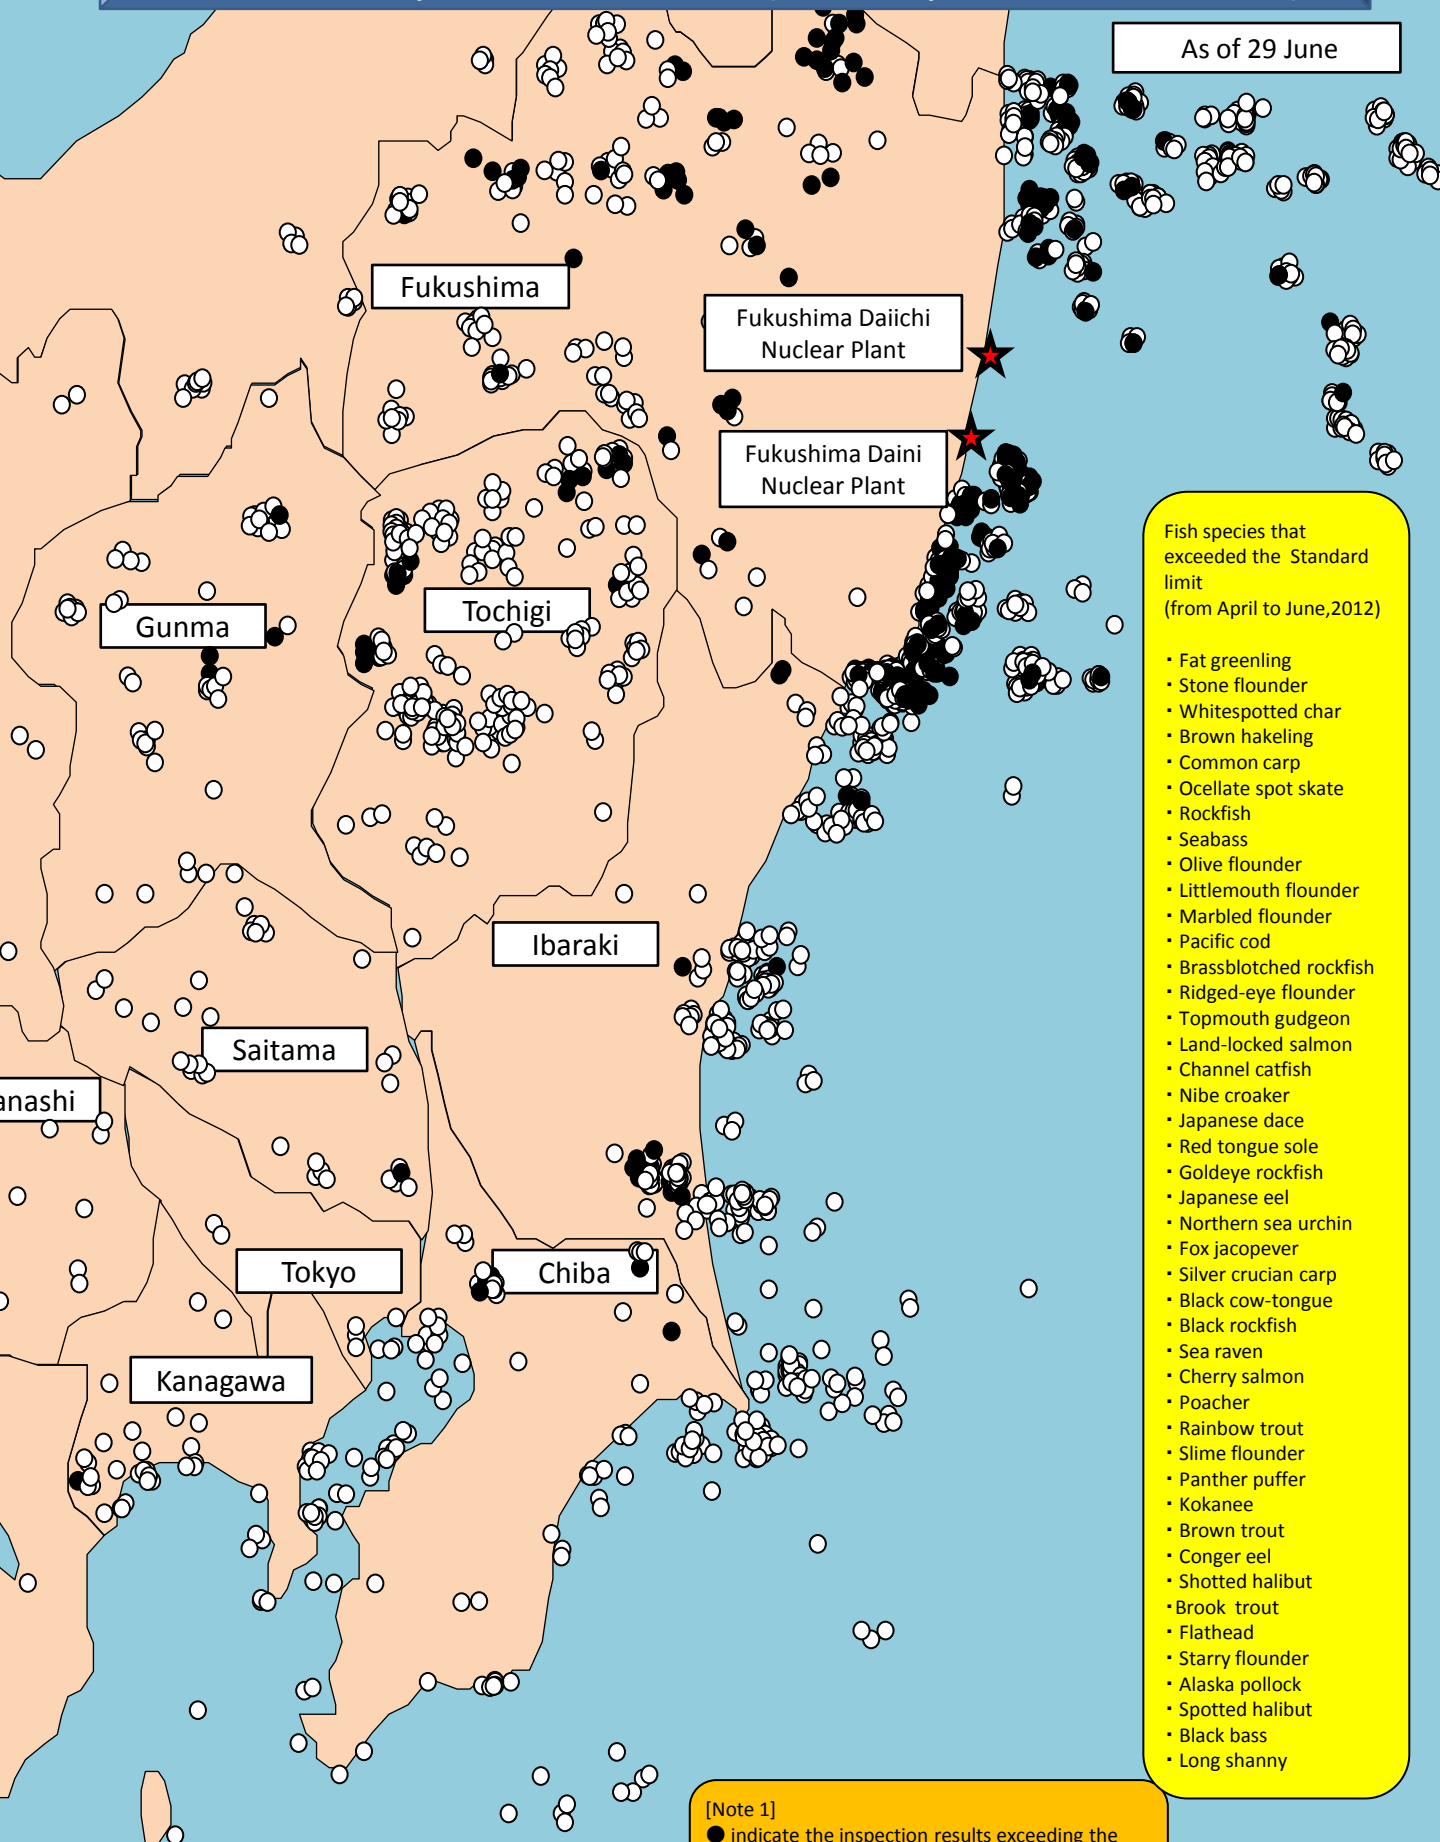 As of 29 June
Fukushima
Fukushima Daiichi
Nuclear Plant
Fukushima Daini
Nuclear Plant
Tochigi
Gunma
Ibaraki
Saitama
anashi
Tokyo
Chiba
Kanagawa
Fish species that
exceeded the Standard
limit
(from April to June,2012)
・Fat greenling
・Stone flounder
・Whitespotted char
・Brown hakeling
・Common carp
・Ocellate spot skate
・Rockfish
・Seabass
・Olive flounder
・Littlemouth flounder
・Marbled flounder
・Pacific cod
・Brassblotched rockfish
・Ridged-eye flounder
・Topmouth gudgeon
・Land-locked salmon
・Channel catfish
・Nibe croaker
・Japanese dace
・Red tongue sole
・Goldeye rockfish
・Japanese eel
・Northern sea urchin
・Fox jacopever
・Silver crucian carp
・Black cow-tongue
・Black rockfish
・Sea raven
・Cherry salmon
・Poacher
・Rainbow trout
・Slime flounder
・Panther puffer
・Kokanee
・Brown trout
・Conger eel
・Shotted halibut
・Brook trout
・Flathead
・Starry flounder
・Alaska pollock
・Spotted halibut
・Black bass
・Long shanny
[Note 1]
● indicate the inspection results exceeding the